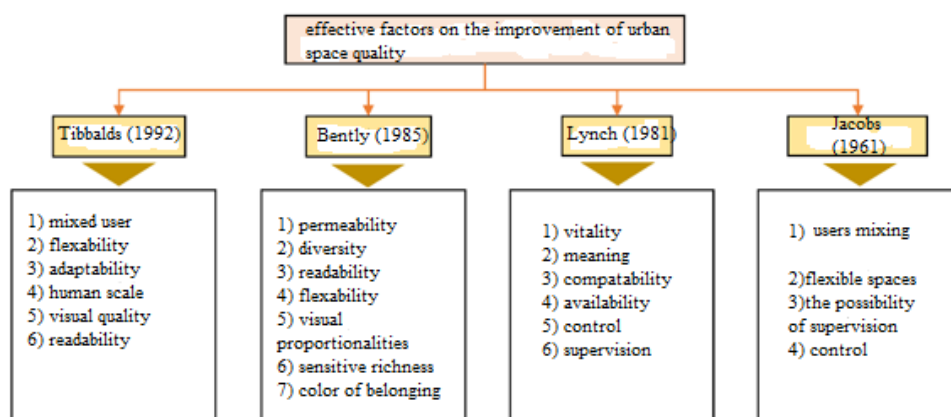 effective factors on the improvement of urban
space quality
Tibbalds (1992)
Bently (1985)
Lynch (1981)
Jacobs
(1961)
1) mixed user
2) flexability
3) adaptability
4) human scale
5) visual quality
6) readability
1) permeability
2) diversity
3) readability
4) flexability
5) visual
proportionalities
6) sensitive richness
7) color of belonging
1) vitality
2) meaning
3) compatability
4) availability
5) control
6) supervision
1) users mixing
2)flexible spaces
3)the possibility
of supervision
4) control